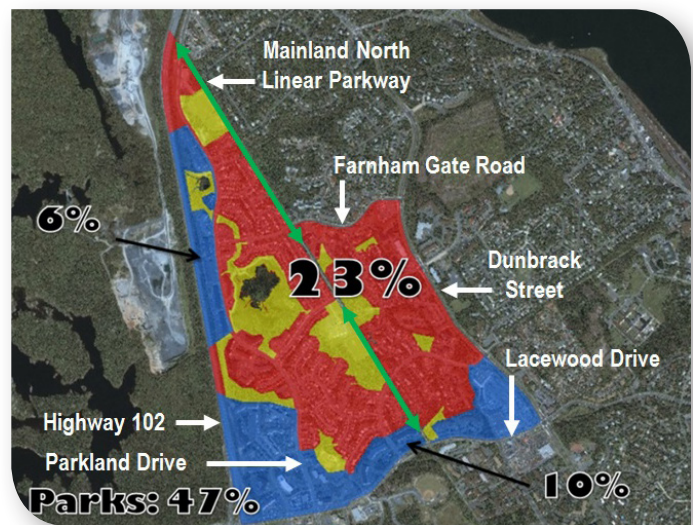 Mainland North
Linear Parkway
Farnham Gate Road
6%
23%
Dunbrack
Street
Lacewood Drive
Highway 102
Parkland Drive
10%
Parks: 47%